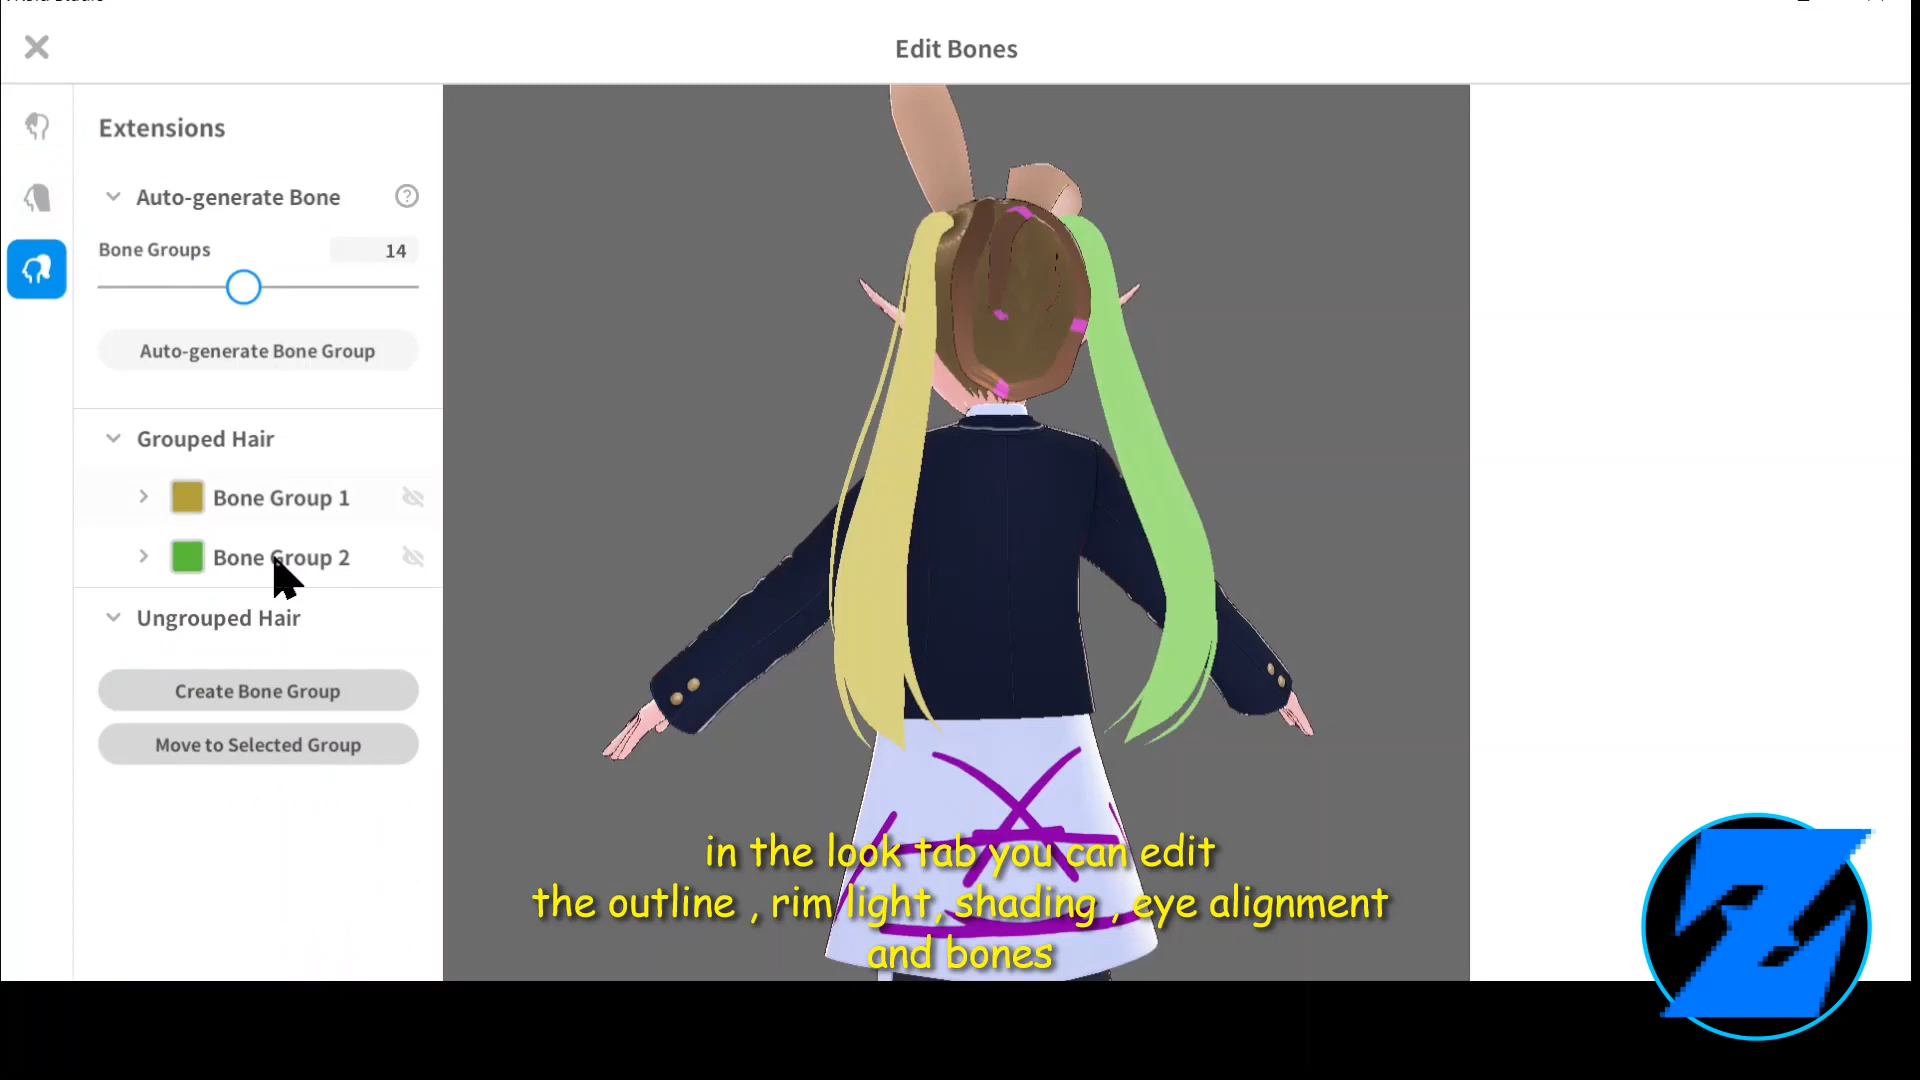 Edit Bones
Extensions
Auto-generate Bone
Bone Groups
14
Auto-generate Bone Group
Grouped Hair
Bone Group 1
Bone Group 2
Ungrouped Hair
Create Bone Group
Move to Selected Group
in the look tab you can edit
the outline , rim light, shading , eye alignment
and bones
Z